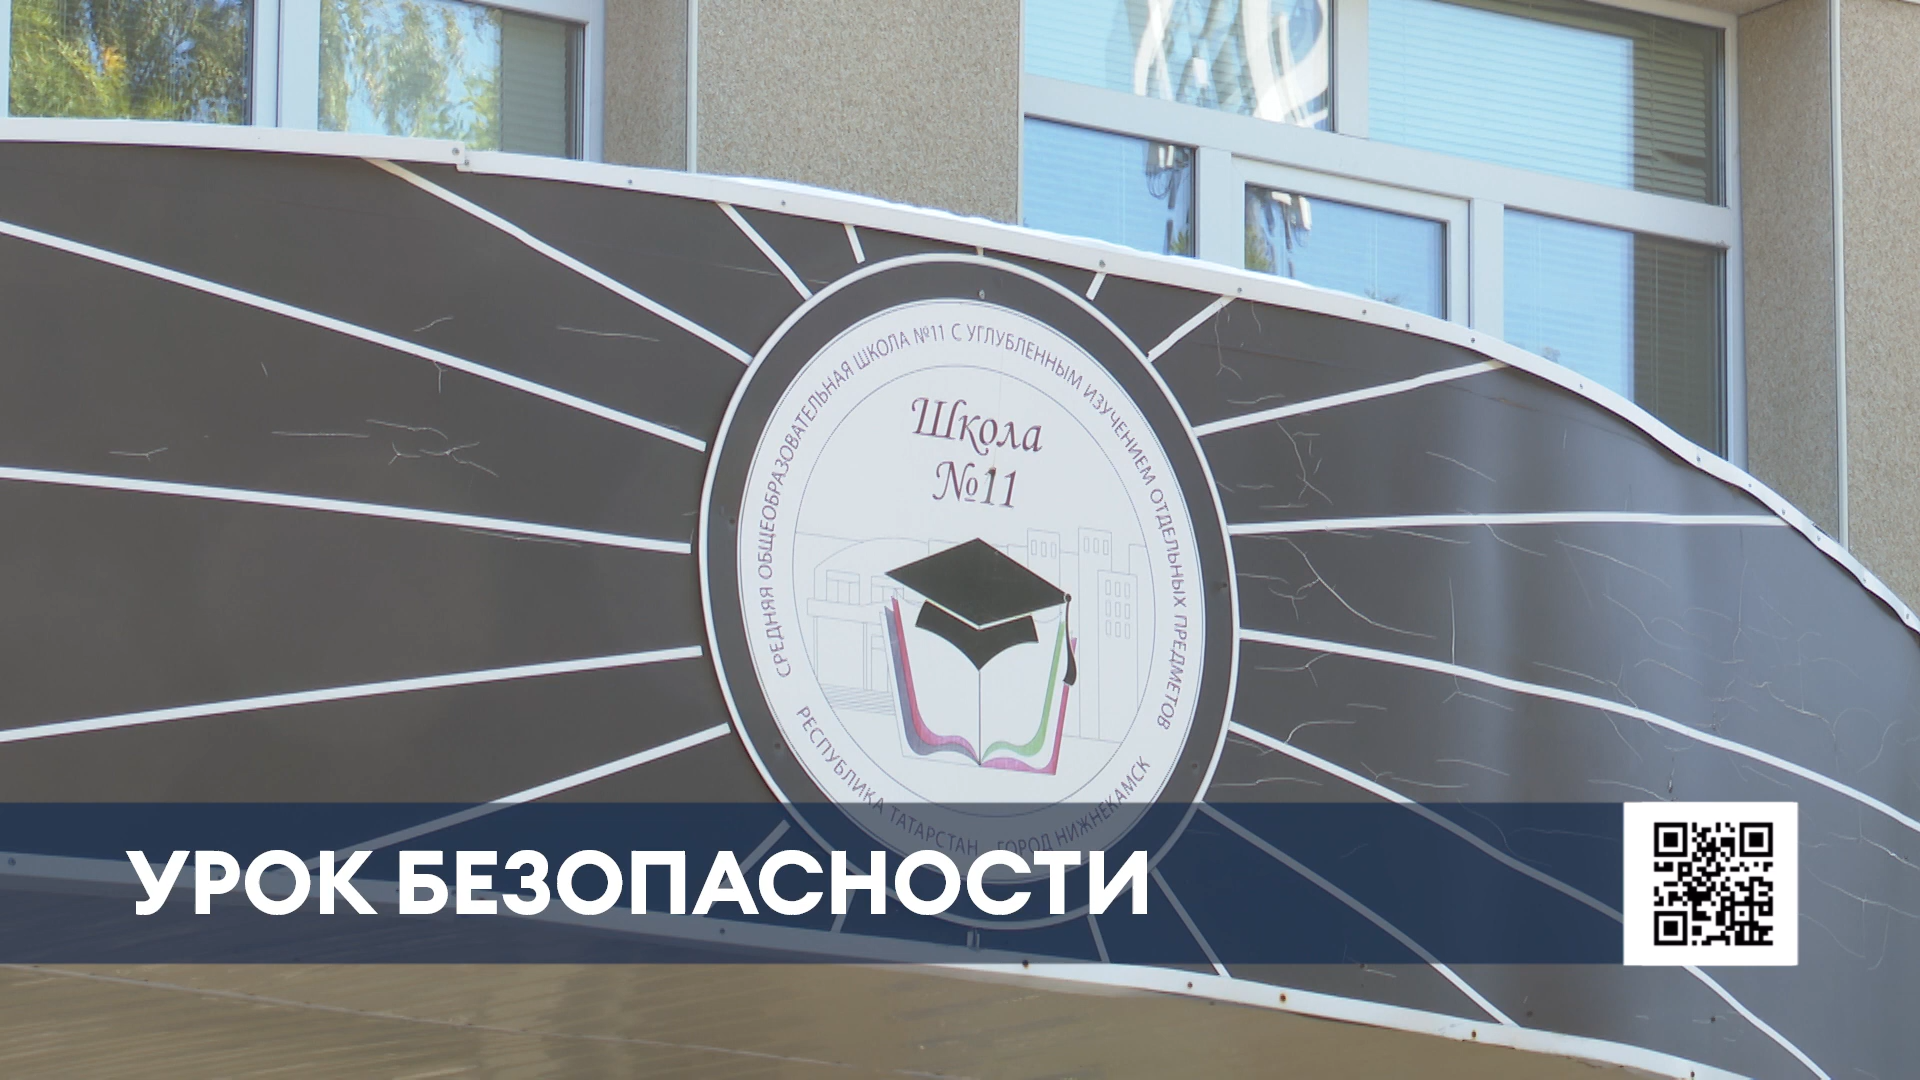 СРЕДНЯЯ ОБЩЕОБРАЗОВАТЕЛЬНАЯ ШКОЛА №11 С УГЛУБЛЕННЫМ ИЗУЧЕНИЕМ ОТДЕЛЬНЫХ ПРЕДМЕТОВ
Школа
№11
РЕСПУБЛИКА ТАТАРСТАН ГОРОД НИЖНЕКАМСК
УРОК БЕЗОПАСНОСТИ